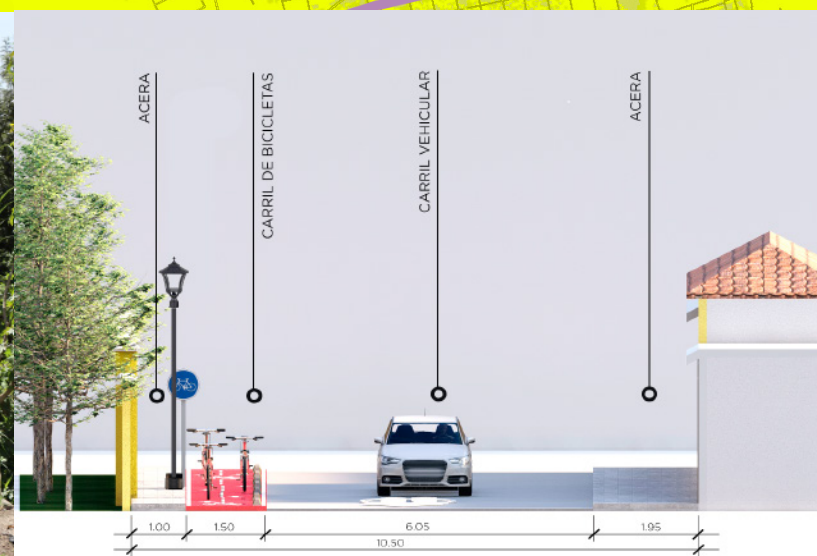 ACERA
CARRIL DE BICICLETAS
CARRIL VEHICULAR
ACERA
1.00
1.50
6.05
1.95
10.50